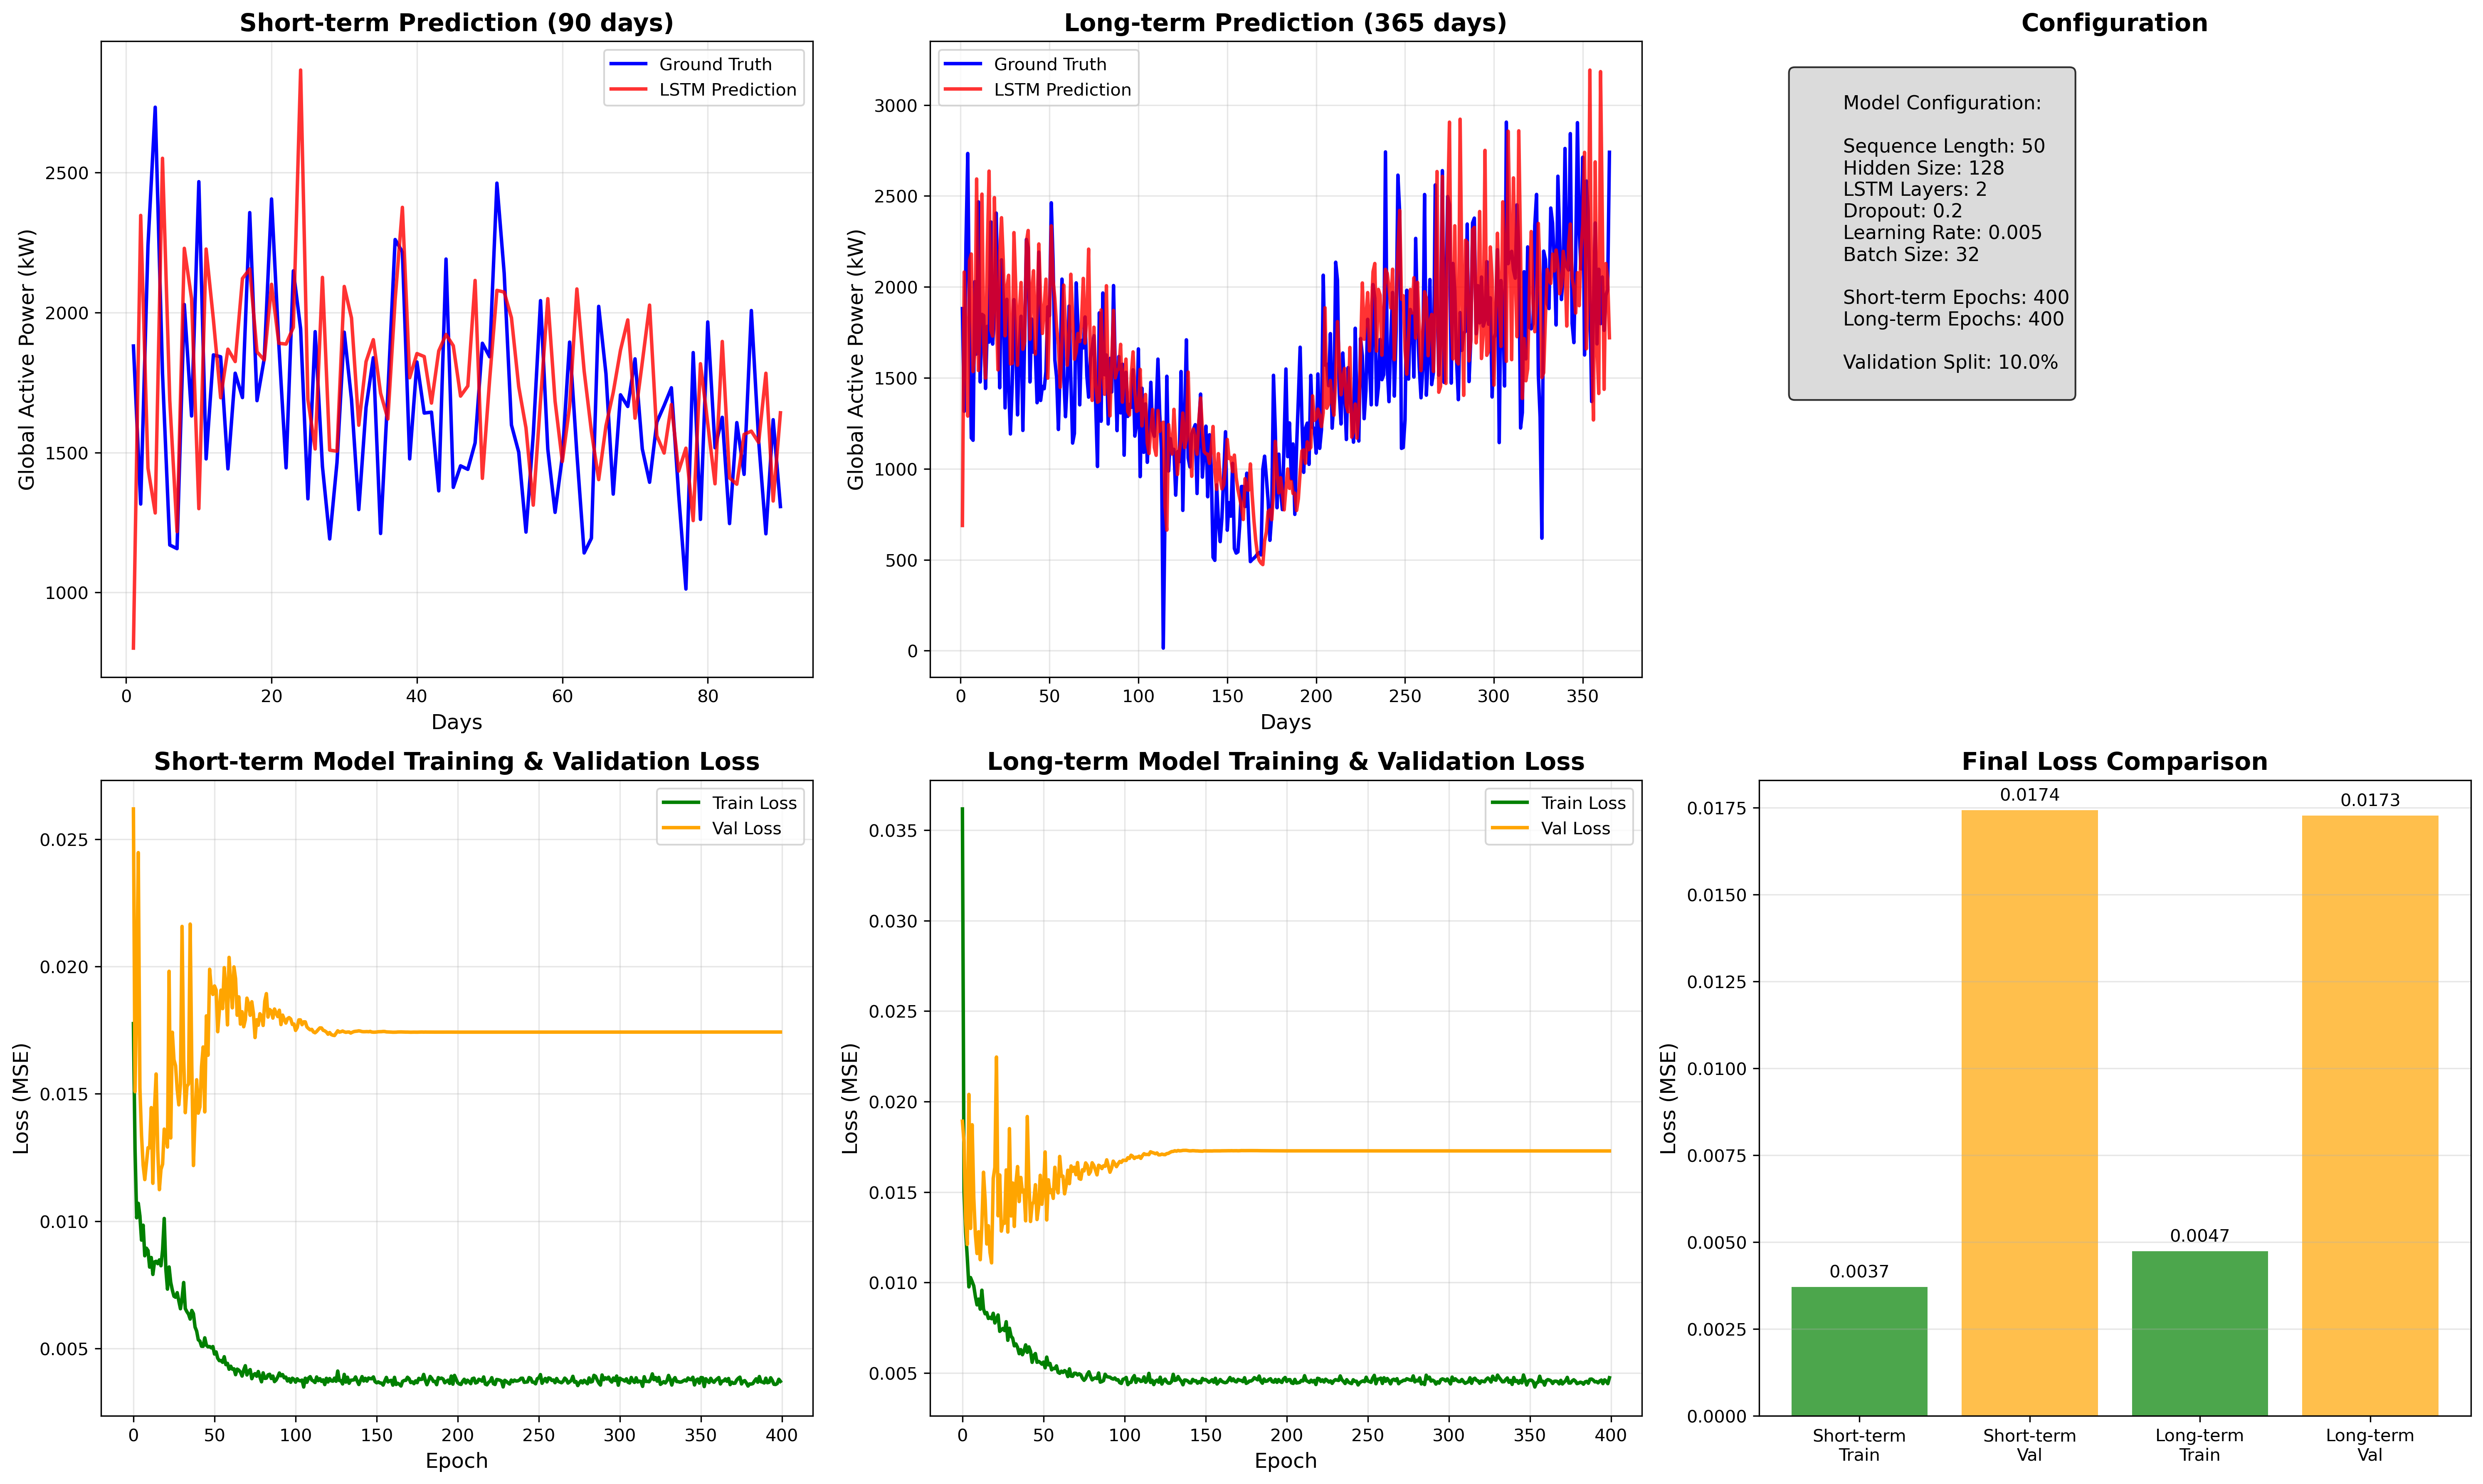 Short-term Prediction (90 days)
Global Active Power (kW)
2500
2000
1500
1000
Ground Truth
LSTM Prediction
0 20 40 60 80
Days
Long-term Prediction (365 days)
Global Active Power (kW)
3000
2500
2000
1500
1000
500
0
Ground Truth
LSTM Prediction
0 50 100 150 200 250 300 350
Days
Configuration
Model Configuration:
Sequence Length: 50
Hidden Size: 128
LSTM Layers: 2
Dropout: 0.2
Learning Rate: 0.005
Batch Size: 32
Short-term Epochs: 400
Long-term Epochs: 400
Validation Split: 10.0%
Short-term Model Training & Validation Loss
Loss (MSE)
0.025
0.020
0.015
0.010
0.005
Train Loss
Val Loss
0 50 100 150 200 250 300 350 400
Epoch
Long-term Model Training & Validation Loss
Loss (MSE)
0.035
0.030
0.025
0.020
0.015
0.010
0.005
Train Loss
Val Loss
0 50 100 150 200 250 300 350 400
Epoch
Final Loss Comparison
Loss (MSE)
0.0175
0.0150
0.0125
0.0100
0.0075
0.0050
0.0025
0.0000
0.0037
0.0174
0.0047
0.0173
Short-term
Train
Short-term
Val
Long-term
Train
Long-term
Val